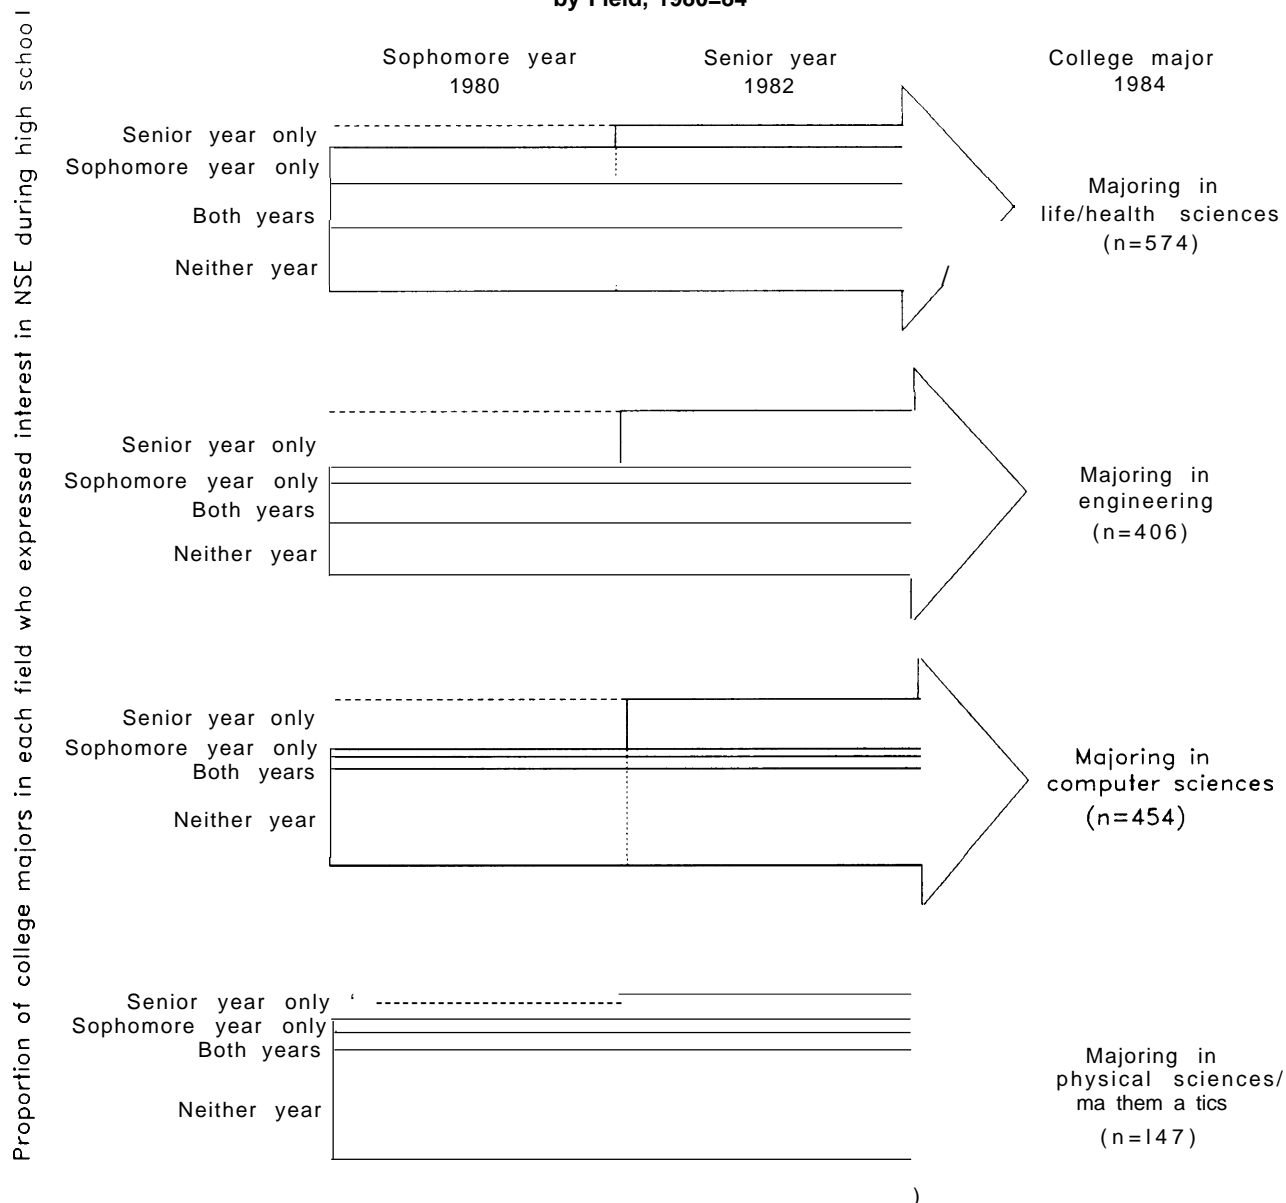 by Field, 1980–84
Sophomore year
1980
Senior year
1982
College major
1984
Proportion of college majors in each field who expressed interest in NSE during high school
Senior year only
Sophomore year only
Both years
Neither year
Majoring in
life/health sciences
(n=574)
Senior year only
Sophomore year only
Both years
Neither year
Majoring in
engineering
(n=406)
Senior year only
Sophomore year only
Both years
Neither year
Majoring in
computer sciences
(n=454)
Senior year only
Sophomore year only
Both years
Neither year
Majoring in
physical sciences/
ma them a tics
(n=l47)
)